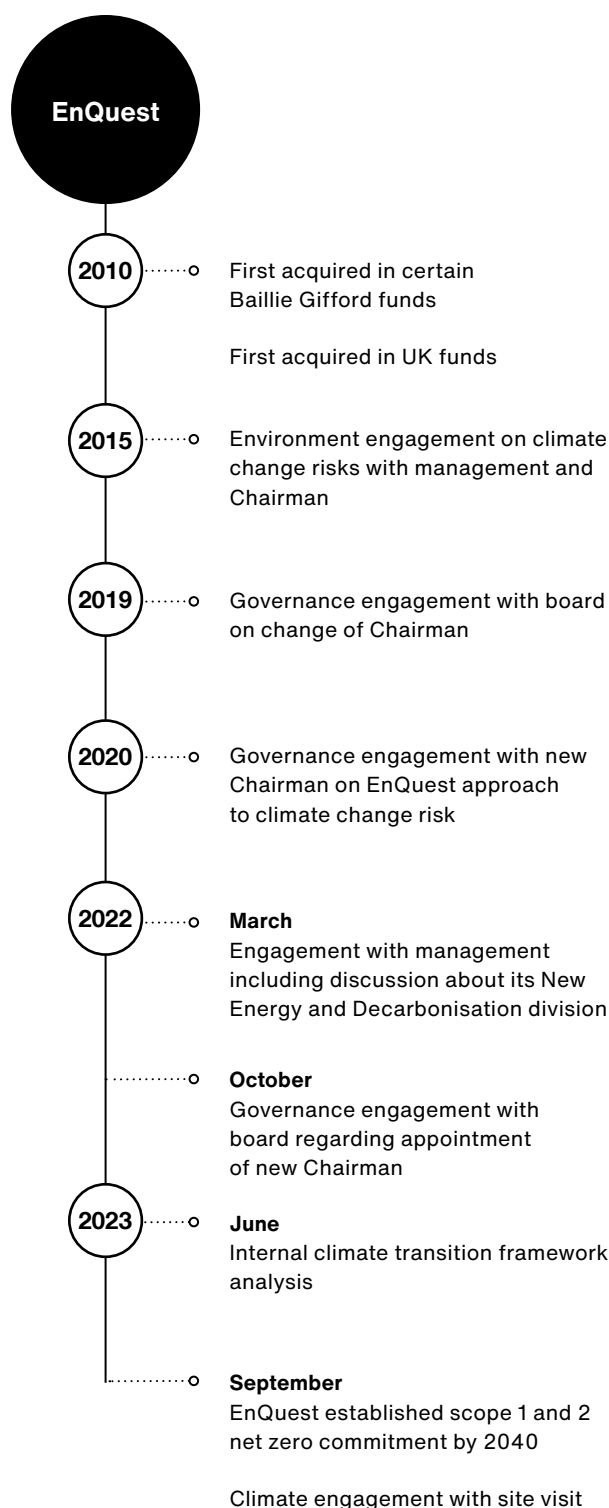 EnQuest
2010
First acquired in certain
Baillie Gifford funds
First acquired in UK funds
2015
Environment engagement on climate
change risks with management and
Chairman
2019
Governance engagement with board
on change of Chairman
2020
Governance engagement with new
Chairman on EnQuest approach
to climate change risk
2022
March
Engagement with management
including discussion about its New
Energy and Decarbonisation division
October
Governance engagement with
board regarding appointment
of new Chairman
2023
June
Internal climate transition framework
analysis
September
EnQuest established scope 1 and 2
net zero commitment by 2040
Climate engagement with site visit